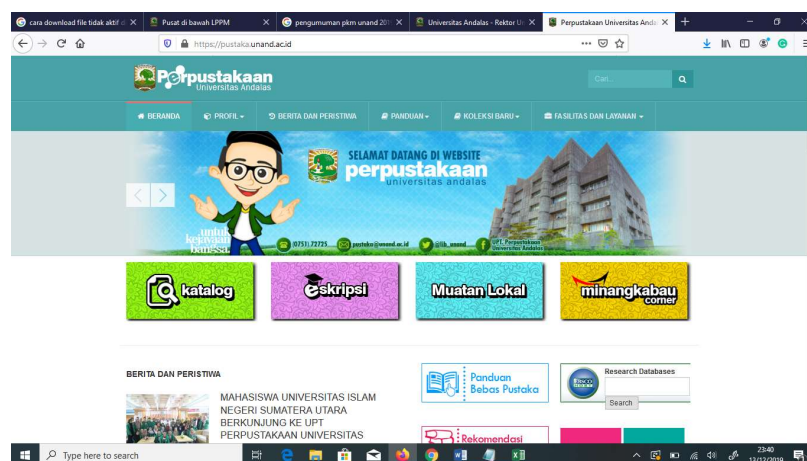 cara download file tidak aktif d
Pusat di bawah LPPM
pengumuman pkm unand 201
Universitas Andalas - Rektor Un
Perpustakaan Universitas Anda
https://pustaka.unand.ac.id
Perpustakaan
Universitas Andalas
Cari..
BERANDA
PROFIL
BERITA DAN PERISTIWA
PANDUAN
KOLEKSI BARU
FASILITAS DAN LAYANAN
SELAMAT DATANG DI WEBSITE
perpustakaan
universitas andalas
untuk
kejayaan
bangsa
(0751) 72725
pustaka@unand.ac.id
@lib_unand
UPT. Perpustakaan
Universitas Andalas
katalog
eskripsi
Muatan Lokal
minangkabau
corner
BERITA DAN PERISTIWA
MAHASISWA UNIVERSITAS ISLAM
NEGERI SUMATERA UTARA
BERKUNJUNG KE UPT
PERPUSTAKAAN UNIVERSITAS
Panduan
Bebas Pustaka
Rekomendasi
EBSCO
Research Databases
Search
Type here to search
23:40
13/12/2019